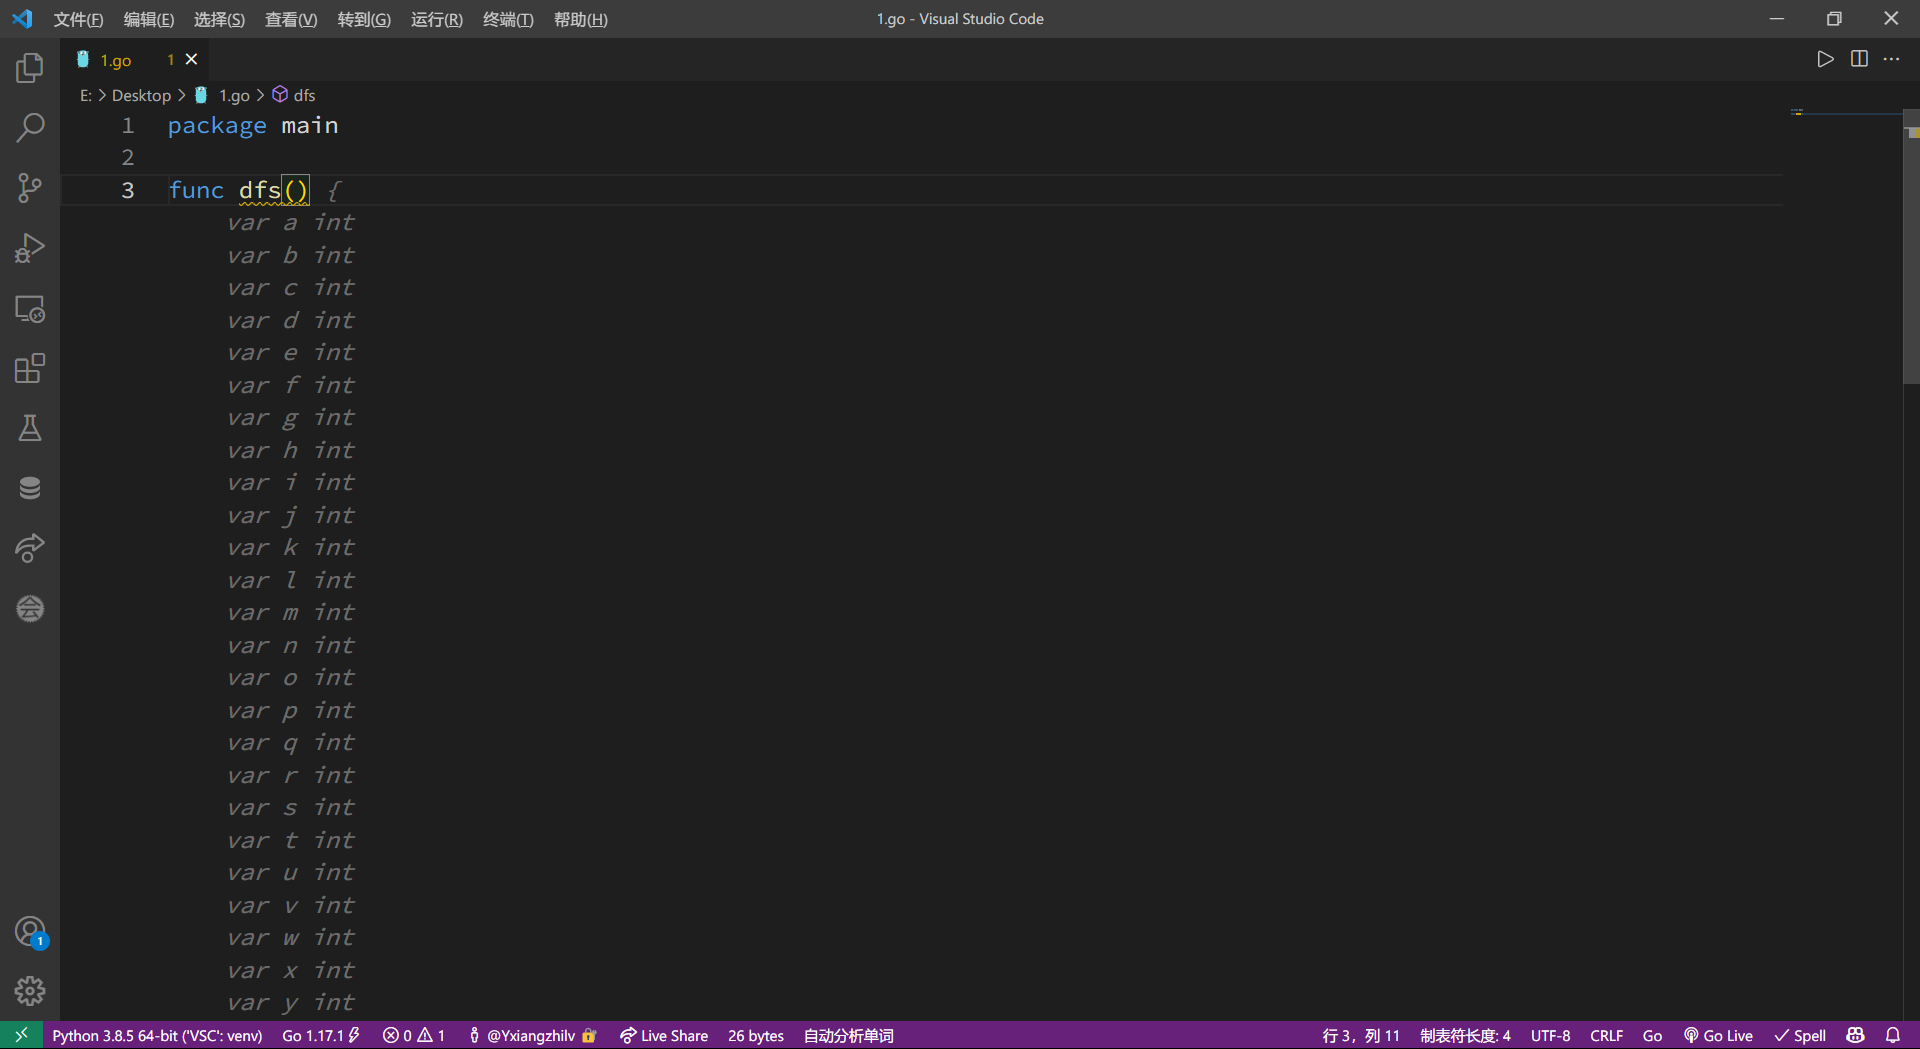 文件(F) 编辑(E) 选择(S) 查看(V) 转到(G) 运行(R) 终端(T) 帮助(H) 1.go - Visual Studio Code
1.go 1
E: > Desktop > 1.go > dfs
1 package main
2
3 func dfs() {
var a int
var b int
var c int
var d int
var e int
var f int
var g int
var h int
var i int
var j int
var k int
var l int
var m int
var n int
var o int
var p int
var q int
var r int
var s int
var t int
var u int
var v int
var w int
var x int
var y int
会
1
Python 3.8.5 64-bit ('VSC': venv) Go 1.17.1 0 1 @Yxiangzhilv Live Share 26 bytes 自动分析单词 行 3，列 11 制表符长度: 4 UTF-8 CRLF Go Go Live Spell